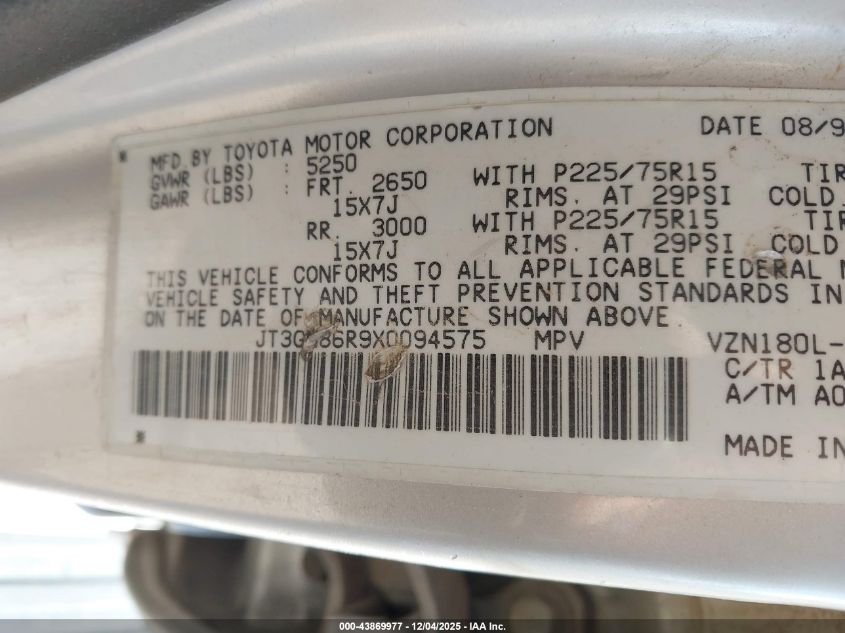 MFD. BY TOYOTA MOTOR CORPORATION DATE 08/9
GVWR (LBS) : 5250
GAWR (LBS) : FRT. 2650 WITH P225/75R15 TIR
15X7J RIMS. AT 29PSI COLD.
RR. 3000 WITH P225/75R15 TIR
15X7J RIMS. AT 29PSI COLD
THIS VEHICLE CONFORMS TO ALL APPLICABLE FEDERAL M
VEHICLE SAFETY AND THEFT PREVENTION STANDARDS IN
ON THE DATE OF MANUFACTURE SHOWN ABOVE
MPV VZN180L-
C/TR 1A
A/TM A0
MADE IN
000-43869977 - 12/04/2025 - IAA Inc.